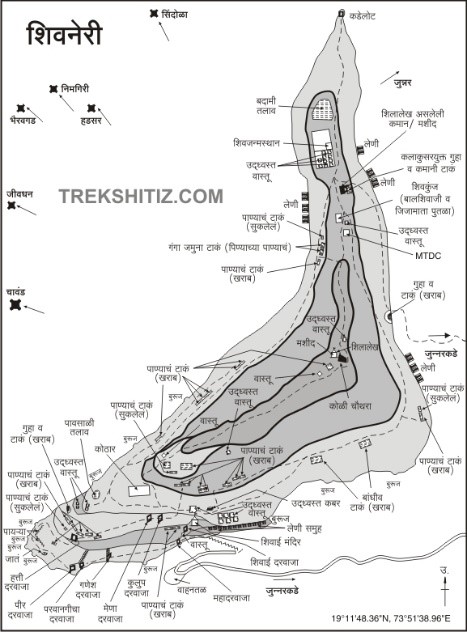 शिवनेरी
सिंदोळा
कडेलोट
निमगिरी
भैरवगड
हडसर
जुन्नर
बदामी
तलाव
शिलालेख असलेली
कमान/ मशीद
शिवजन्मस्थान
उद्ध्वस्त
वास्तू
लेणी
कलाकुसरयुक्त गुहा
व कमानी टाकं
लेणी
जीवधन
TREKSHITIZ.COM
लेणी
शिवकुंज
(बालशिवाजी व
जिजामाता पुतळा)
पाण्याचं टाकं
(सुकलेलं)
उद्ध्वस्त
वास्तू
गंगा जमुना टाकं (पिण्याच्या पाण्याचं)
MTDC
पाण्याचं टाकं
(खराब)
गुहा व
टाकं (खराब)
चावंड
उद्ध्वस्त
वास्तू
जुन्नरकडे
मशीद
शिलालेख
लेणी
पाण्याचं टाकं
(खराब)
वास्तू
पाण्याचं टाकं
(सुकलेलं)
उद्ध्वस्त
वास्तू
कोळी चौथरा
पाण्याचं टाकं
(सुकलेलं)
बुरूज
वास्तू
गुहा व
टाकं (खराब)
पावसाळी
तलाव
बुरूज
कोठार
पाण्याचं टाकं
(खराब)
पाण्याचं टाकं
(खराब)
उद्ध्वस्त
वास्तू
बुरूज
पाण्याचं टाकं
(खराब)
पाण्याचं टाकं
(सुकलेलं)
बुरूज
बांधीव
टाकं (खराब)
उद्ध्वस्त कबर
उद्ध्वस्त
वास्तू
बुरूज
बुरूज
पायऱ्या
बुरूज
बुरूज
जातं
लेणी समुह
शिवाई मंदिर
वास्तू
शिवाई दरवाजा
हत्ती
दरवाजा
बुरूज
पीर
दरवाजा
गणेश
दरवाजा
परवानगीचा
दरवाजा
मेणा
दरवाजा
कुलुप
दरवाजा
पाण्याचं टाकं
(खराब)
वाहनतळ
महादरवाजा
जुन्नरकडे
उ.
19°11'48.36"N, 73°51'38.96"E